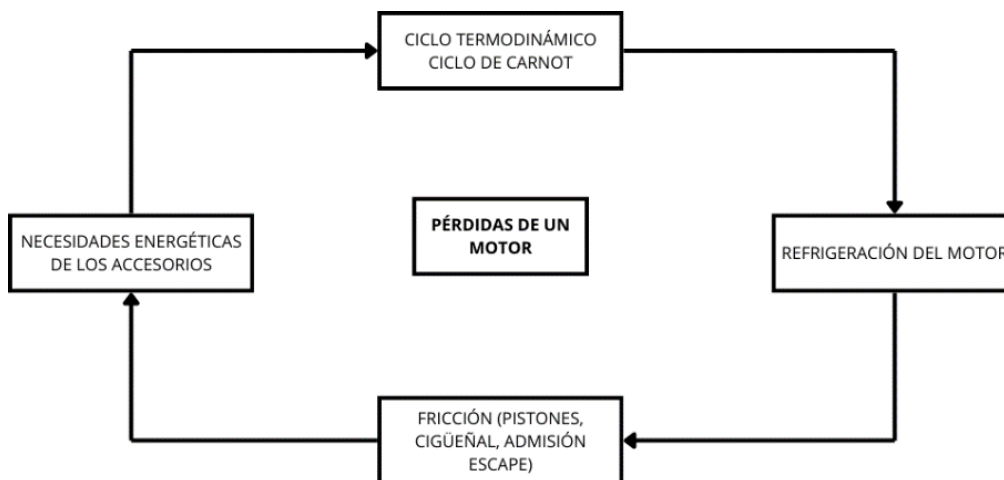 CICLO TERMODINÁMICO
CICLO DE CARNOT
NECESIDADES ENERGÉTICAS
DE LOS ACCESORIOS
PÉRDIDAS DE UN
MOTOR
REFRIGERACIÓN DEL MOTOR
FRICCIÓN (PISTONES,
CIGÜEÑAL, ADMISIÓN
ESCAPE)